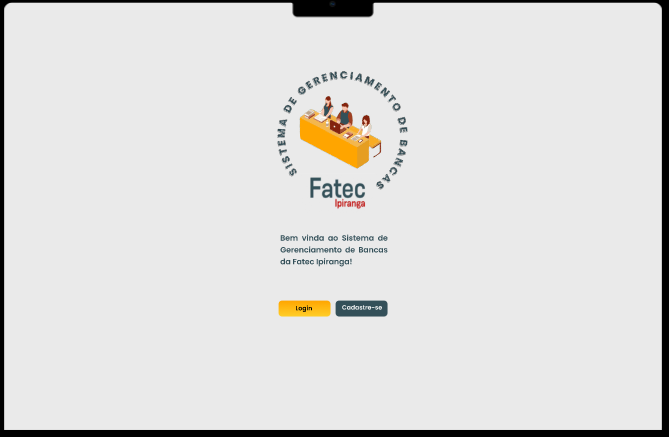 SISTEMA DE GERENCIAMENTO DE BANCAS
Fatec
Ipiranga
Bem vinda ao Sistema de
Gerenciamento de Bancas
da Fatec Ipiranga!
Login
Cadastre-se